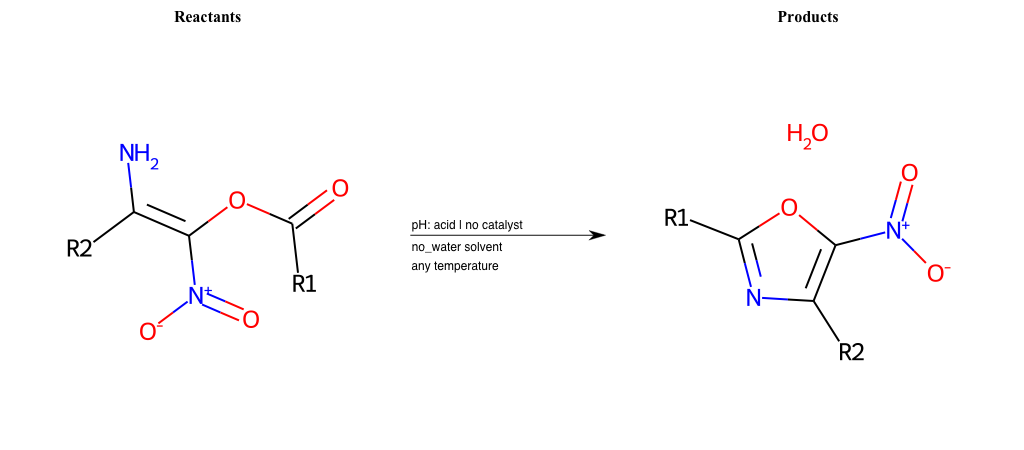 Reactants
Products
NH2
O
O
R2
R1
N+
O-
O
pH: acid | no catalyst
no_water solvent
any temperature
H2O
O
R1
O
N+
O-
N
R2